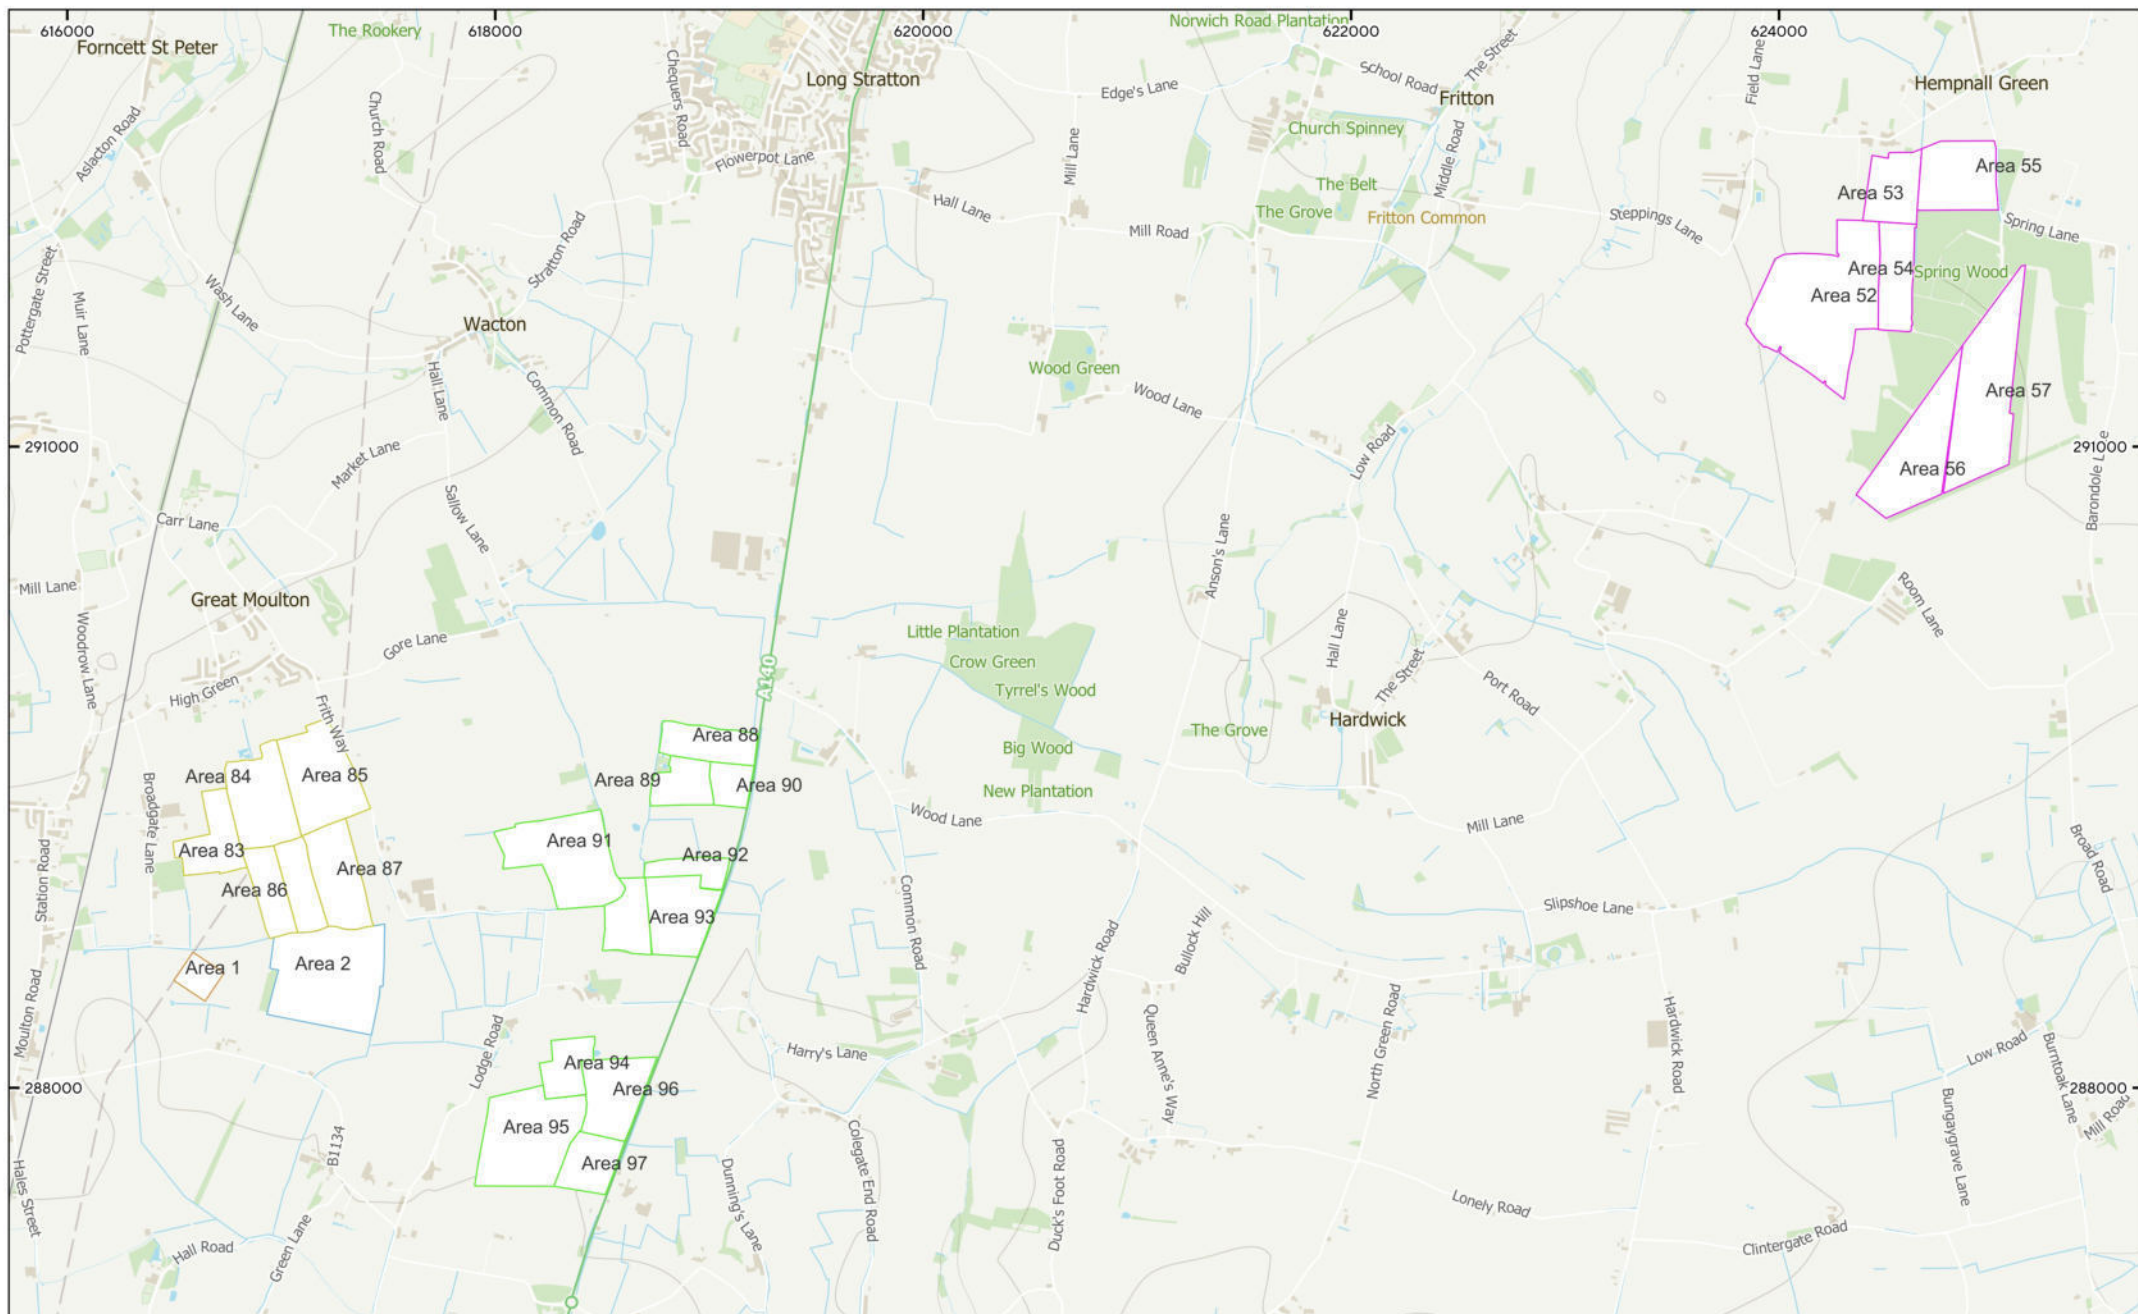 616000
618000
620000
622000
624000
Forncett St Peter
The Rookery
Norwich Road Plantation
Long Stratton
Hempnall Green
Chequers Road
Church Road
Aslacton Road
Edge's Lane
School Road
The Street
Fritton
Field Lane
Church Spinney
Middle Road
Mill Lane
Flowerpot Lane
Area 55
Area 53
The Belt
The Grove
Fritton Common
Hall Lane
Mill Road
Steppings Lane
Spring Lane
Stratton Road
Pottergate Street
Muir Lane
Wash Lane
Area 54
Spring Wood
Area 52
Wacton
Hall Lane
Common Road
Wood Green
Wood Lane
Area 57
291000
Market Lane
Low Road
291000
Area 56
Barondole Lane
Sallow Lane
Carr Lane
Anson's Lane
Mill Lane
Great Moulton
Woodrow Lane
Gore Lane
Little Plantation
Crow Green
Tyrrel's Wood
Hall Lane
The Street
Room Lane
A140
High Green
Frith Way
Port Road
Hardwick
The Grove
Big Wood
New Plantation
Area 88
Area 89
Area 90
Area 84
Area 85
Broadgate Lane
Wood Lane
Mill Lane
Area 83
Area 91
Area 92
Area 87
Area 86
Broad Road
Station Road
Common Road
Area 93
Slipshoe Lane
Bullock Hill
Hardwick Road
Area 1
Area 2
Moulton Road
Lodge Road
Queen Anne's Way
North Green Road
Hardwick Road
Harry's Lane
Low Road
Burntoak Lane
Area 94
Area 96
288000
288000
Mill Road
Bungaygrave Lane
Area 95
Area 97
B1134
Colegate End Road
Dunning's Lane
Duck's Foot Road
Hales Street
Lonely Road
Clintergate Road
Hall Road
Green Lane